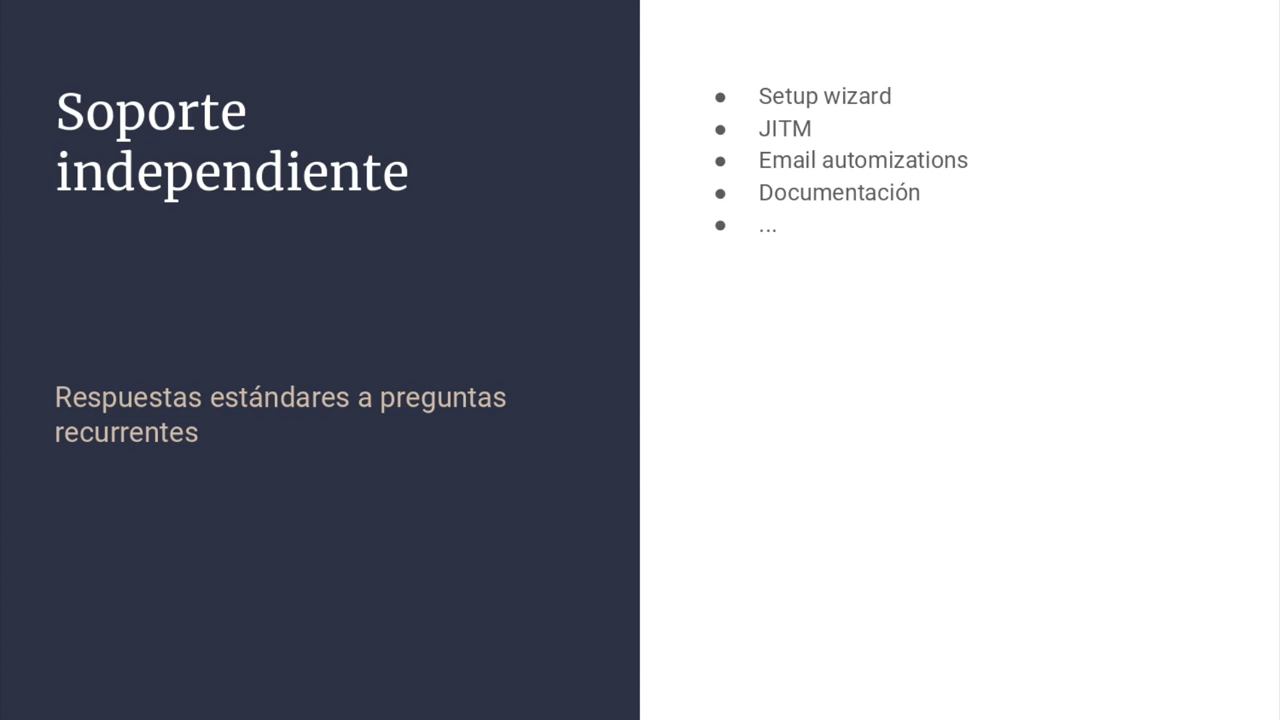 Soporte
independiente
Respuestas estándares a preguntas
recurrentes
● Setup wizard
● JITM
● Email automizations
● Documentación
● ...